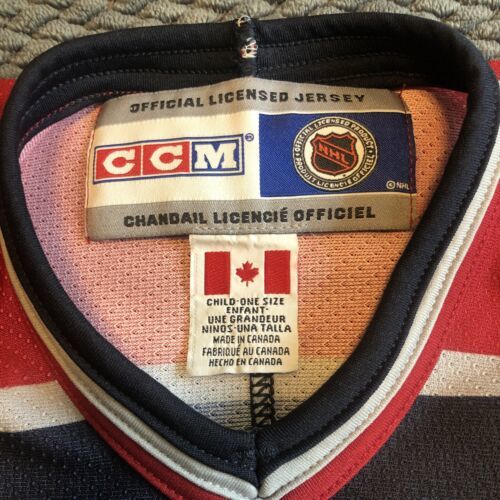 OFFICIAL LICENSED JERSEY
CCM®
OFFICIAL LICENSED PRODUCT
NHL
PRODUIT LICENCIÉ OFFICIEL
© NHL
CHANDAIL LICENCIÉ OFFICIEL
CHILD-ONE SIZE
ENFANT-
UNE GRANDEUR
NINOS-UNA TALLA
MADE IN CANADA
FABRIQUÉ AU CANADA
HECHO EN CANADA